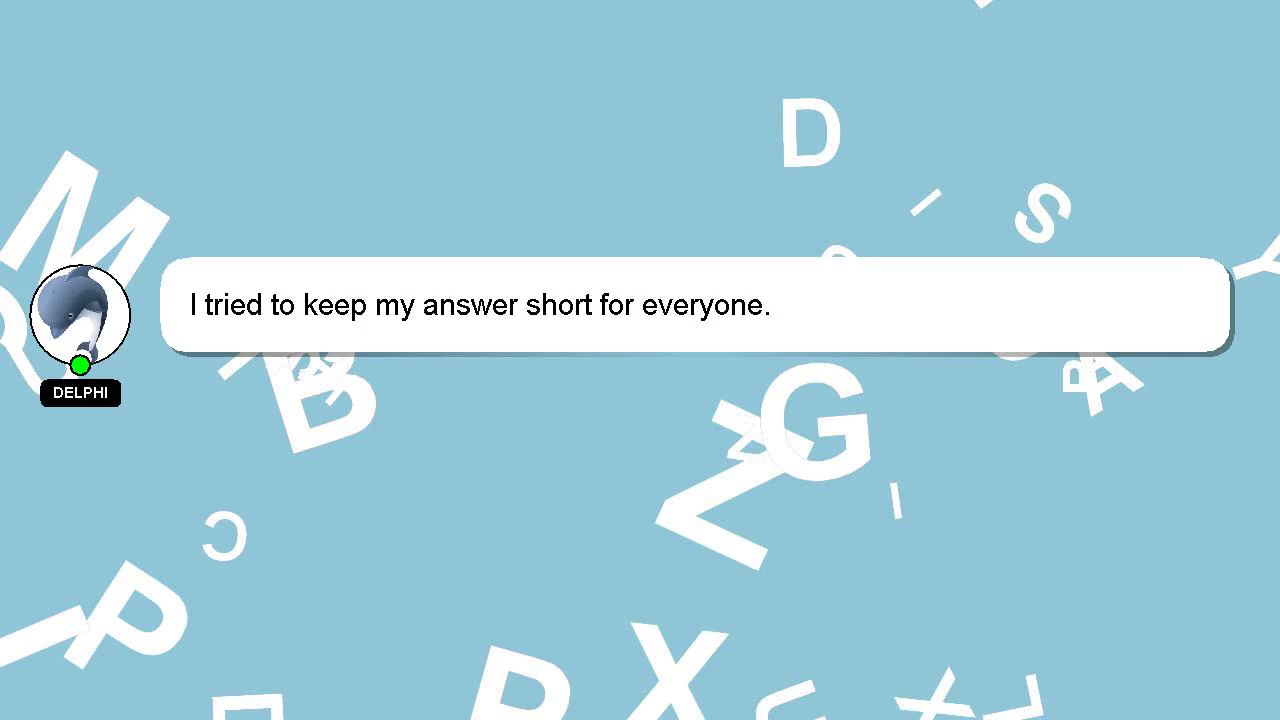 I tried to keep my answer short for everyone.
DELPHI
D
I
S
M
Y
B
A
B
G
Z
Z
I
C
P
I
P
X
U
X
L